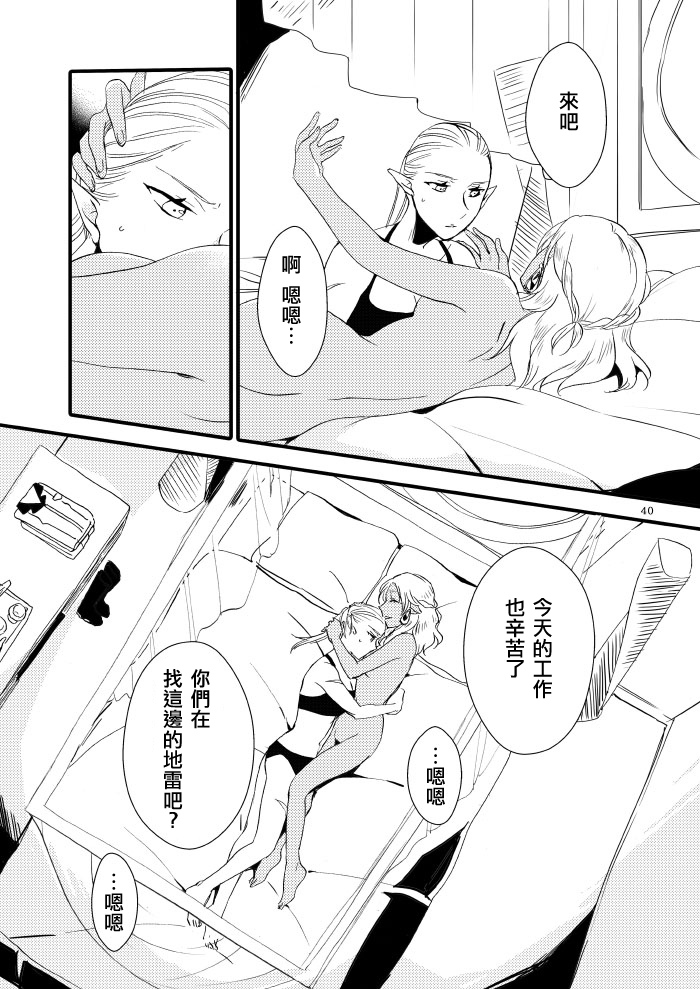 來吧
啊 嗯嗯…
40
今天的工作
也辛苦了
…嗯嗯
你們在
找這邊的地雷吧？
…嗯嗯